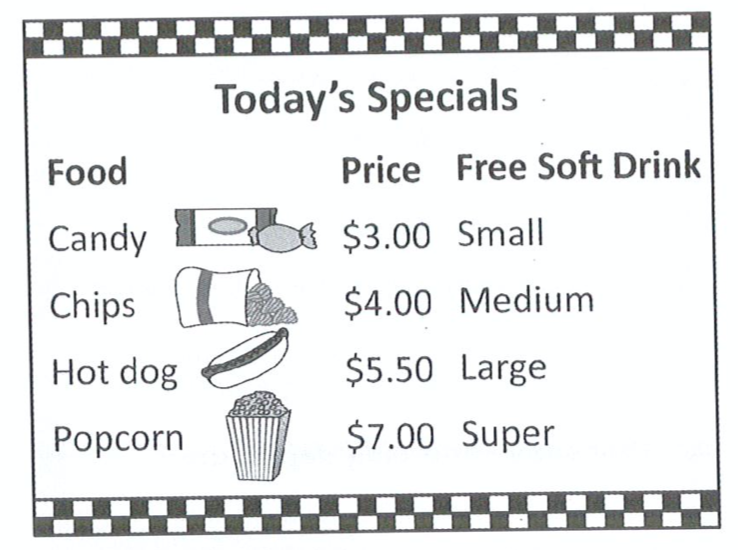 Today's Specials
Food Price Free Soft Drink
Candy $3.00 Small
Chips $4.00 Medium
Hot dog $5.50 Large
Popcorn $7.00 Super